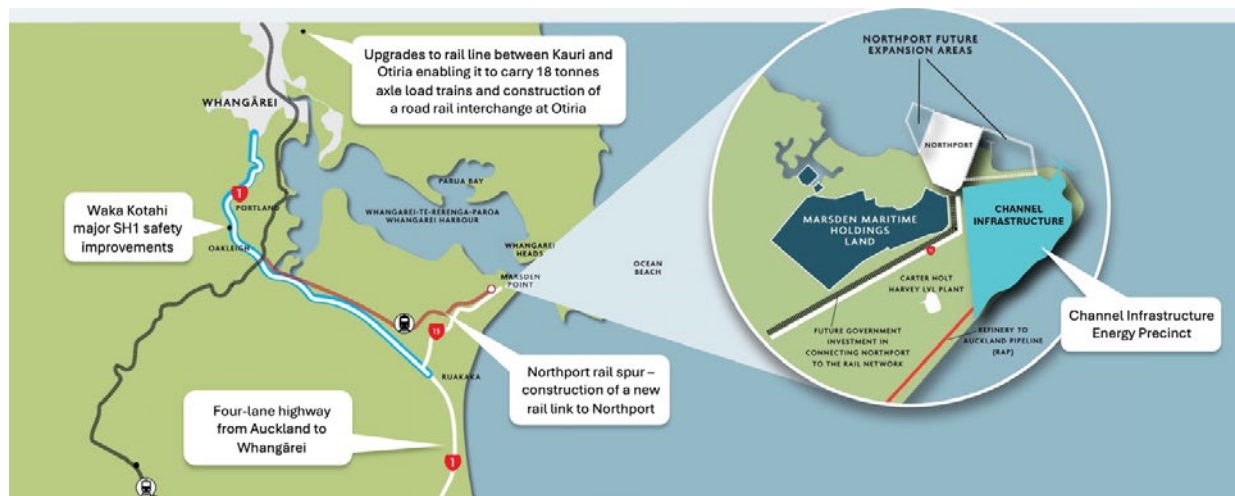 Upgrades to rail line between Kauri and
Otiria enabling it to carry 18 tonnes
axle load trains and construction of
a road rail interchange at Otiria
WHANGĀREI
Waka Kotahi
major SH1 safety
improvements
1
PORTLAND
OAKLEIGH
PARUA BAY
WHANGAREI-TE-RERENGA-PAROA
WHANGAREI HARBOUR
WHANGAREI
HEADS
MARSDEN
POINT
OCEAN
BEACH
15
RUAKAKA
Northport rail spur –
construction of a new
rail link to Northport
Four-lane highway
from Auckland to
Whangārei
1
NORTHPORT FUTURE
EXPANSION AREAS
NORTHPORT
MARSDEN MARITIME
HOLDINGS
LAND
CHANNEL
INFRASTRUCTURE
CARTER HOLT
HARVEY LVL PLANT
FUTURE GOVERNMENT
INVESTMENT IN
CONNECTING NORTHPORT
TO THE RAIL NETWORK
REFINERY TO
AUCKLAND PIPELINE
(RAP)
Channel Infrastructure
Energy Precinct